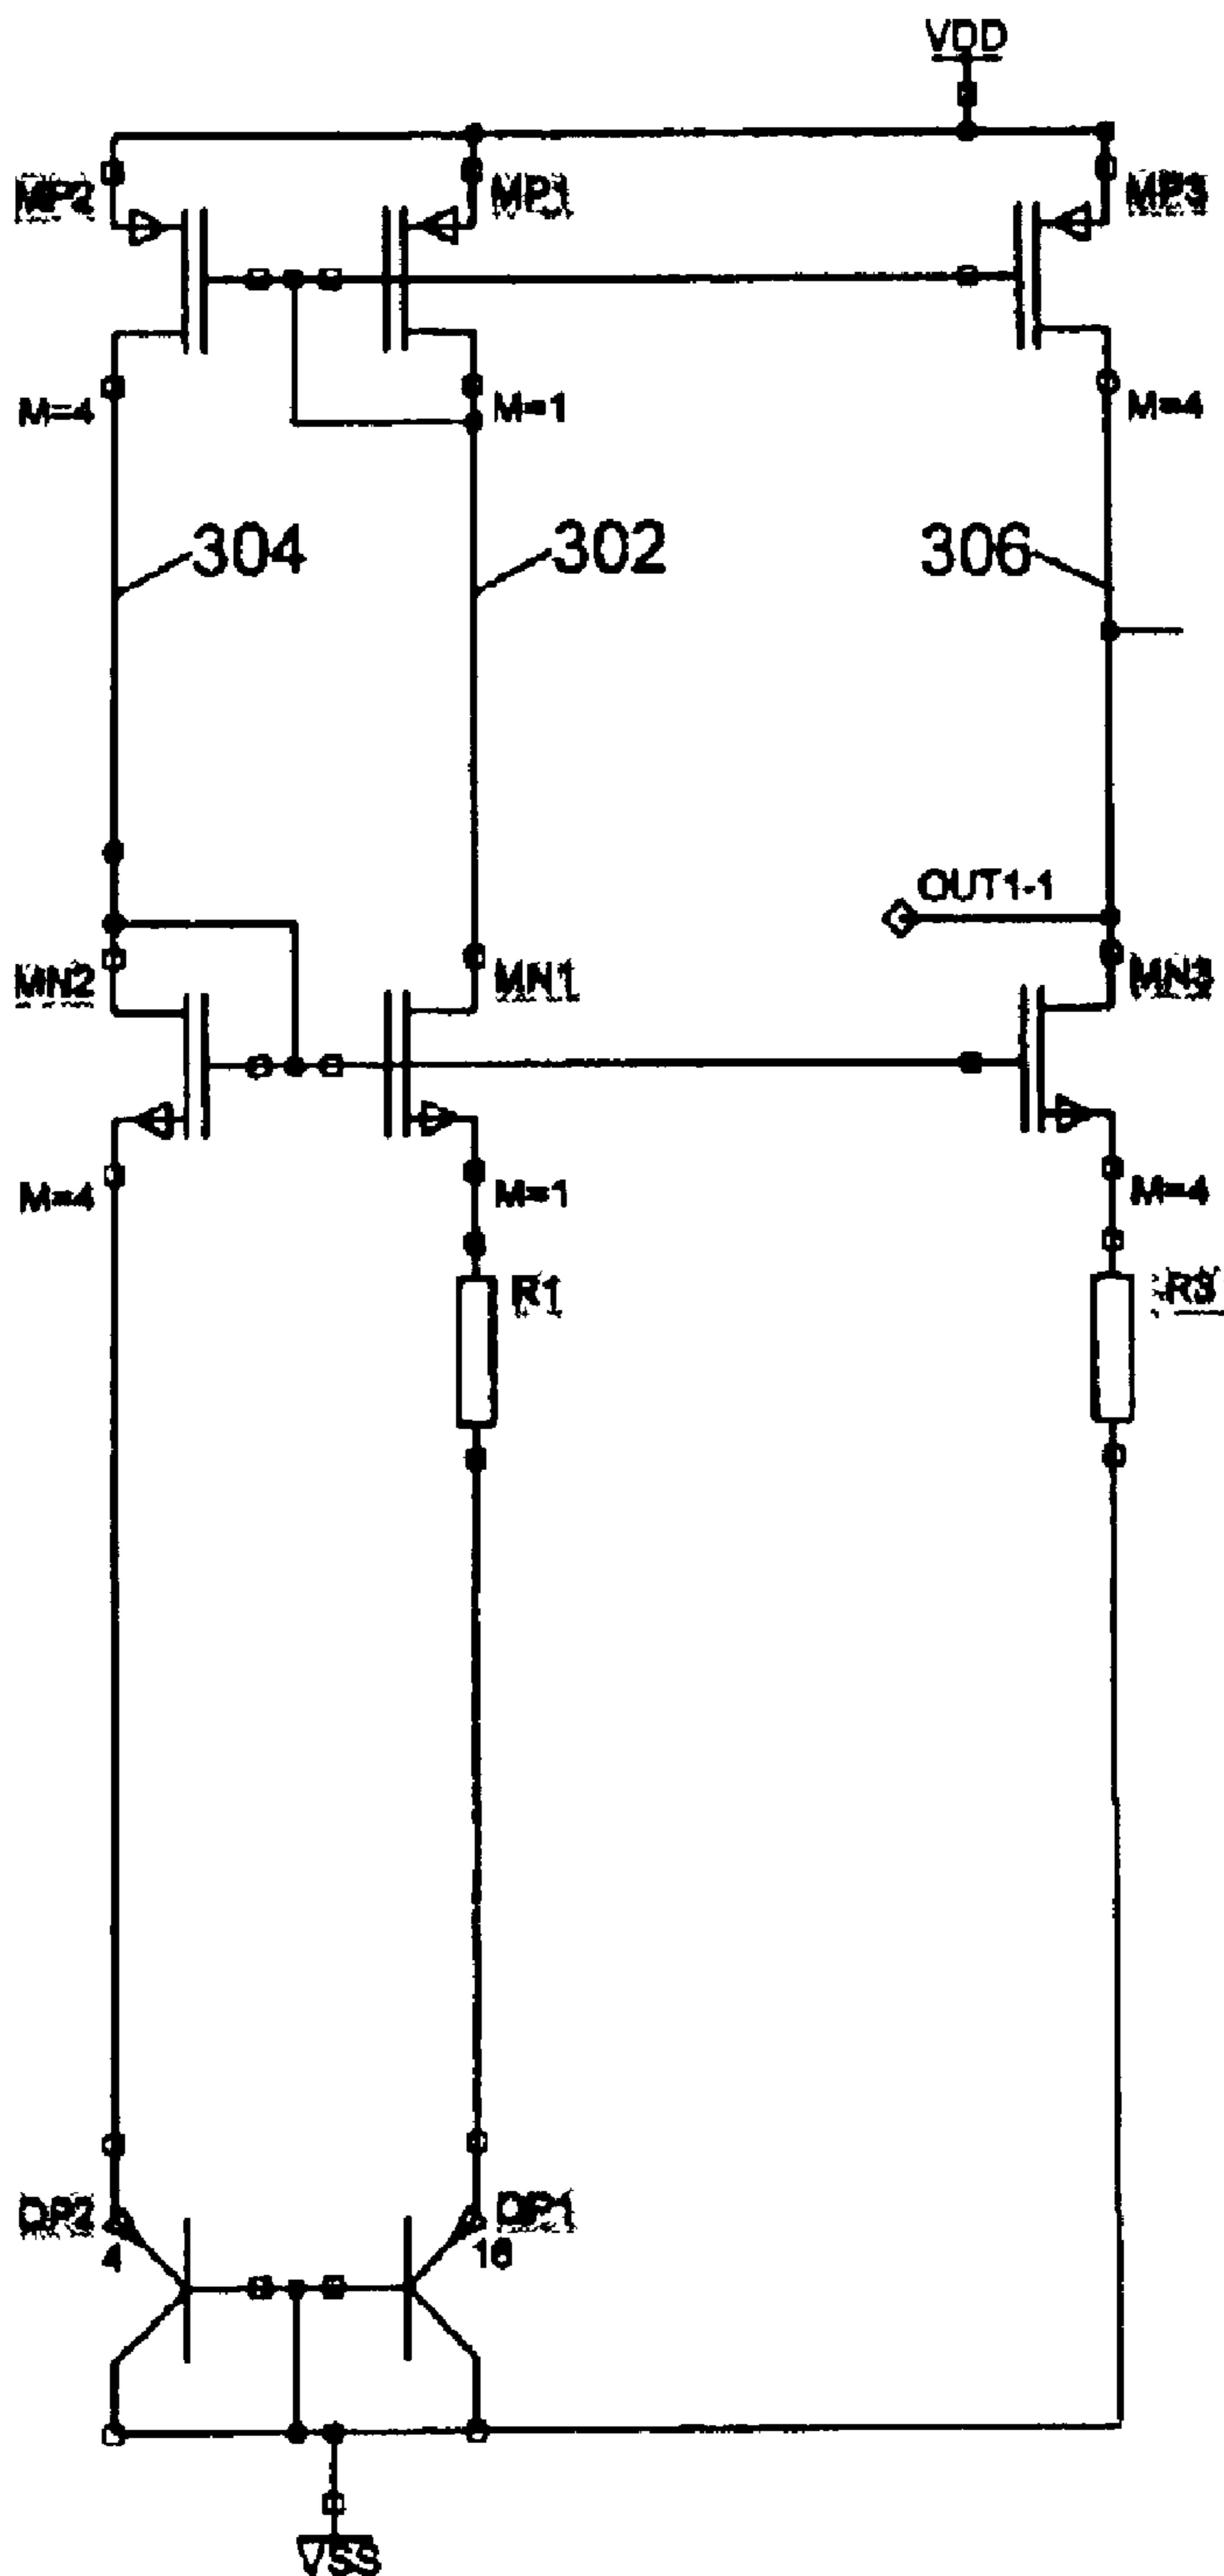 VDD
MP2 MP1 MP3
M=4 M=1 M=4
304 302 306
OUT1-1
MN2 MN1 MN3
M=4 M=1 M=4
R1 R3
QP2 QP1
4 16
VSS